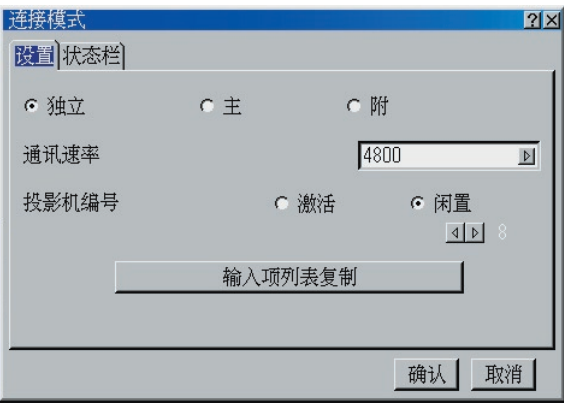 连接模式 ? ×
设置 状态栏
独立 主 附
通讯速率 4800
投影机编号 激活 闲置
8
输入项列表复制
确认 取消